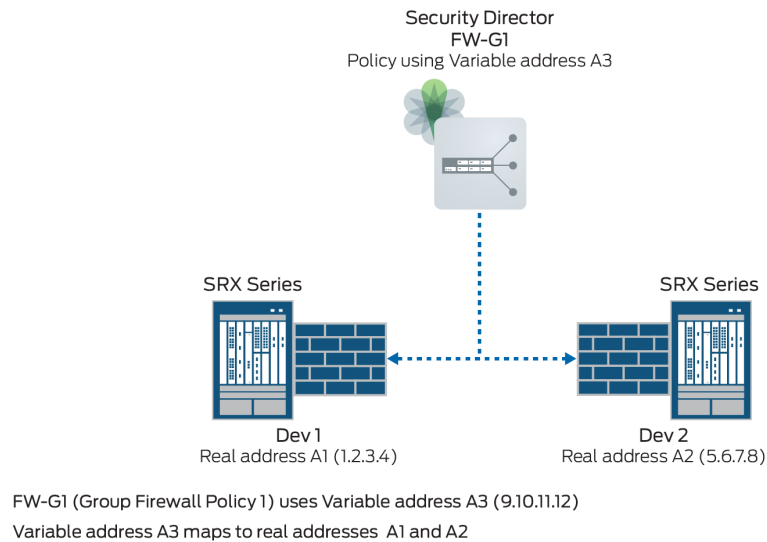 Security Director
FW-G1
Policy using Variable address A3
SRX Series
SRX Series
Dev 1
Real address A1 (1.2.3.4)
Dev 2
Real address A2 (5.6.7.8)
FW-G1 (Group Firewall Policy 1) uses Variable address A3 (9.10.11.12)
Variable address A3 maps to real addresses A1 and A2